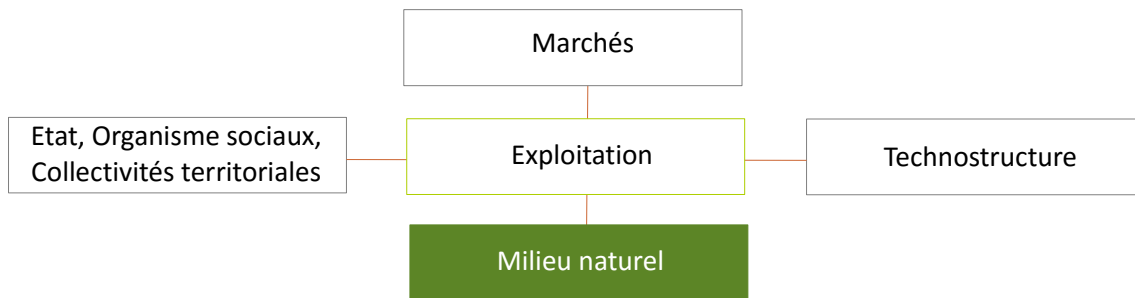 Marchés
Etat, Organisme sociaux,
Collectivités territoriales
Exploitation
Technostructure
Milieu naturel